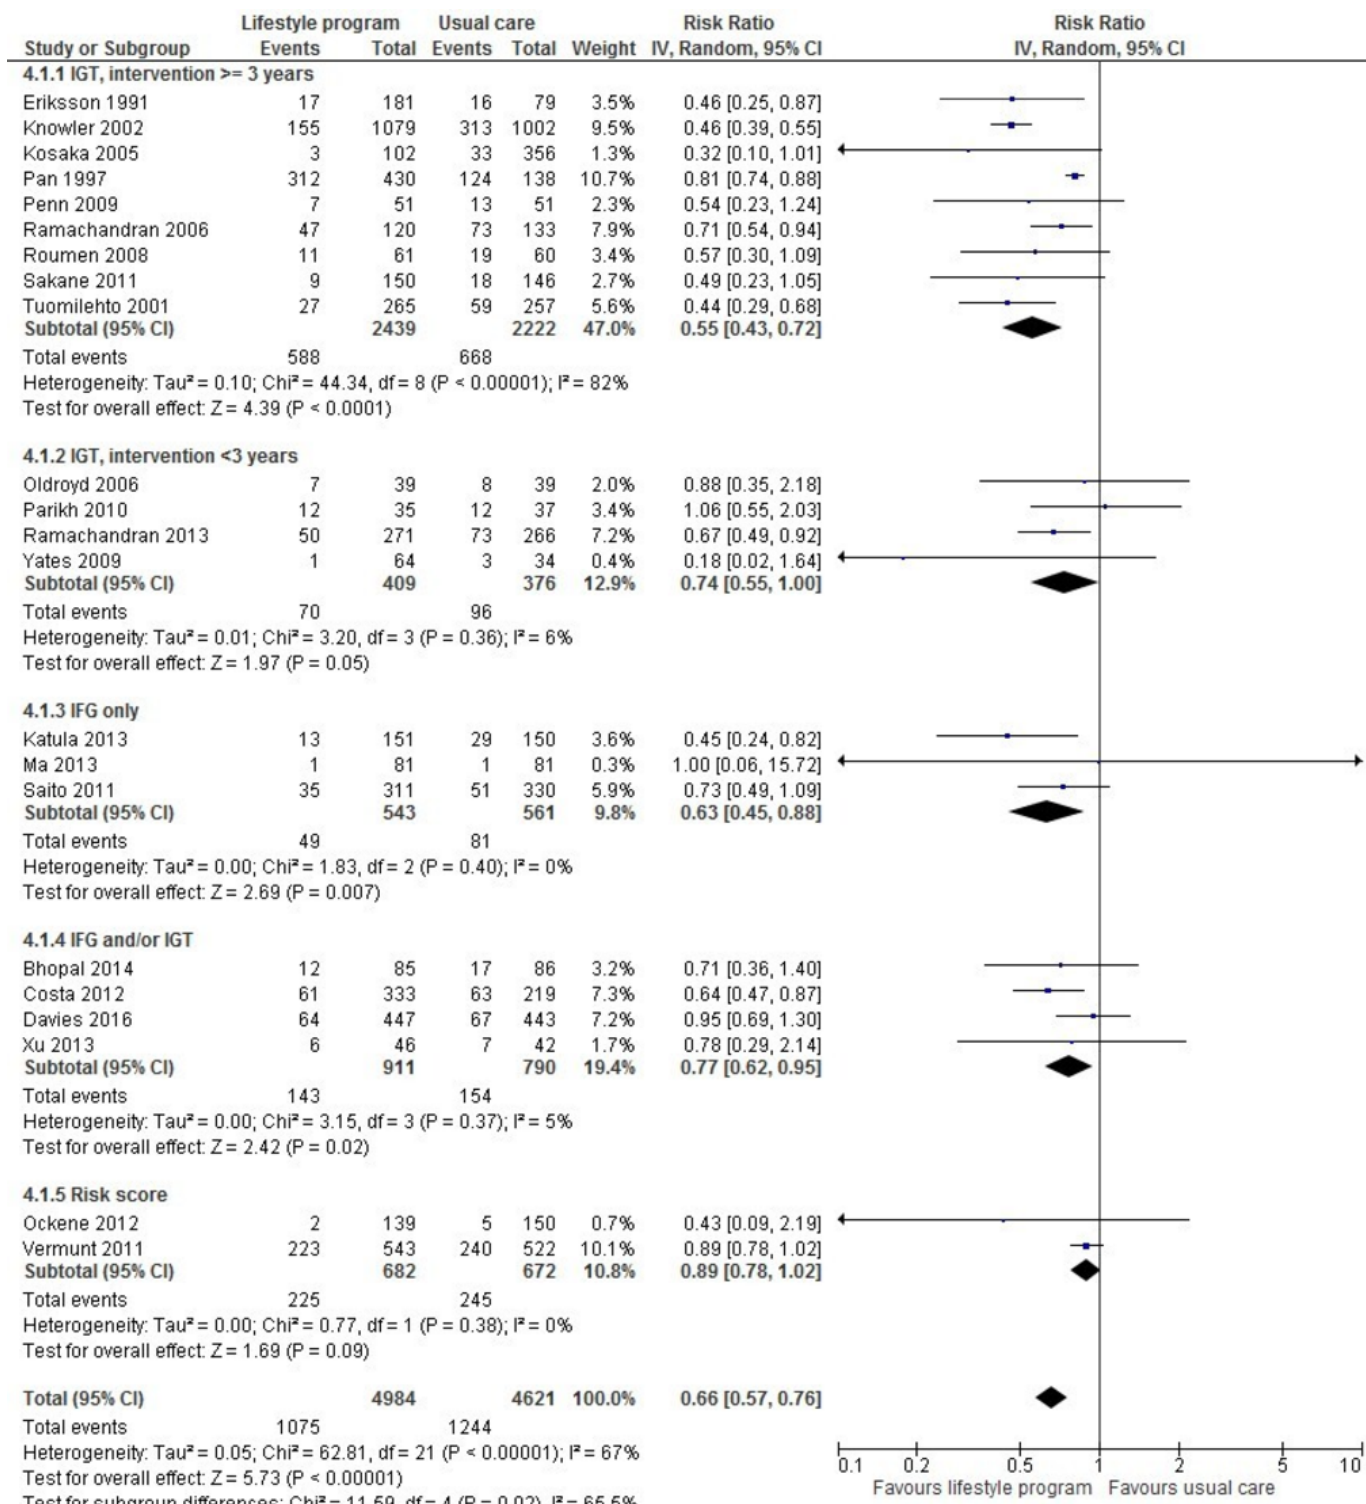 Lifestyle program Usual care Risk Ratio Risk Ratio
Study or Subgroup Events Total Events Total Weight IV, Random, 95% CI IV, Random, 95% CI
4.1.1 IGT, intervention >= 3 years
Eriksson 1991 17 181 16 79 3.5% 0.46 [0.25, 0.87]
Knowler 2002 155 1079 313 1002 9.5% 0.46 [0.39, 0.55]
Kosaka 2005 3 102 33 356 1.3% 0.32 [0.10, 1.01]
Pan 1997 312 430 124 138 10.7% 0.81 [0.74, 0.88]
Penn 2009 7 51 13 51 2.3% 0.54 [0.23, 1.24]
Ramachandran 2006 47 120 73 133 7.9% 0.71 [0.54, 0.94]
Roumen 2008 11 61 19 60 3.4% 0.57 [0.30, 1.09]
Sakane 2011 9 150 18 146 2.7% 0.49 [0.23, 1.05]
Tuomilehto 2001 27 265 59 257 5.6% 0.44 [0.29, 0.68]
Subtotal (95% CI) 2439 2222 47.0% 0.55 [0.43, 0.72]
Total events 588 668
Heterogeneity: Tau² = 0.10; Chi² = 44.34, df = 8 (P < 0.00001); I² = 82%
Test for overall effect: Z = 4.39 (P < 0.0001)
4.1.2 IGT, intervention <3 years
Oldroyd 2006 7 39 8 39 2.0% 0.88 [0.35, 2.18]
Parikh 2010 12 35 12 37 3.4% 1.06 [0.55, 2.03]
Ramachandran 2013 50 271 73 266 7.2% 0.67 [0.49, 0.92]
Yates 2009 1 64 3 34 0.4% 0.18 [0.02, 1.64]
Subtotal (95% CI) 409 376 12.9% 0.74 [0.55, 1.00]
Total events 70 96
Heterogeneity: Tau² = 0.01; Chi² = 3.20, df = 3 (P = 0.36); I² = 6%
Test for overall effect: Z = 1.97 (P = 0.05)
4.1.3 IFG only
Katula 2013 13 151 29 150 3.6% 0.45 [0.24, 0.82]
Ma 2013 1 81 1 81 0.3% 1.00 [0.06, 15.72]
Saito 2011 35 311 51 330 5.9% 0.73 [0.49, 1.09]
Subtotal (95% CI) 543 561 9.8% 0.63 [0.45, 0.88]
Total events 49 81
Heterogeneity: Tau² = 0.00; Chi² = 1.83, df = 2 (P = 0.40); I² = 0%
Test for overall effect: Z = 2.69 (P = 0.007)
4.1.4 IFG and/or IGT
Bhopal 2014 12 85 17 86 3.2% 0.71 [0.36, 1.40]
Costa 2012 61 333 63 219 7.3% 0.64 [0.47, 0.87]
Davies 2016 64 447 67 443 7.2% 0.95 [0.69, 1.30]
Xu 2013 6 46 7 42 1.7% 0.78 [0.29, 2.14]
Subtotal (95% CI) 911 790 19.4% 0.77 [0.62, 0.95]
Total events 143 154
Heterogeneity: Tau² = 0.00; Chi² = 3.15, df = 3 (P = 0.37); I² = 5%
Test for overall effect: Z = 2.42 (P = 0.02)
4.1.5 Risk score
Ockene 2012 2 139 5 150 0.7% 0.43 [0.09, 2.19]
Vermunt 2011 223 543 240 522 10.1% 0.89 [0.78, 1.02]
Subtotal (95% CI) 682 672 10.8% 0.89 [0.78, 1.02]
Total events 225 245
Heterogeneity: Tau² = 0.00; Chi² = 0.77, df = 1 (P = 0.38); I² = 0%
Test for overall effect: Z = 1.69 (P = 0.09)
Total (95% CI) 4984 4621 100.0% 0.66 [0.57, 0.76]
Total events 1075 1244
Heterogeneity: Tau² = 0.05; Chi² = 62.81, df = 21 (P < 0.00001); I² = 67%
Test for overall effect: Z = 5.73 (P < 0.00001)
Test for subgroup differences: Chi² = 11.59, df = 4 (P = 0.02), I² = 65.5%
0.1 0.2 0.5 1 2 5 10
Favours lifestyle program Favours usual care